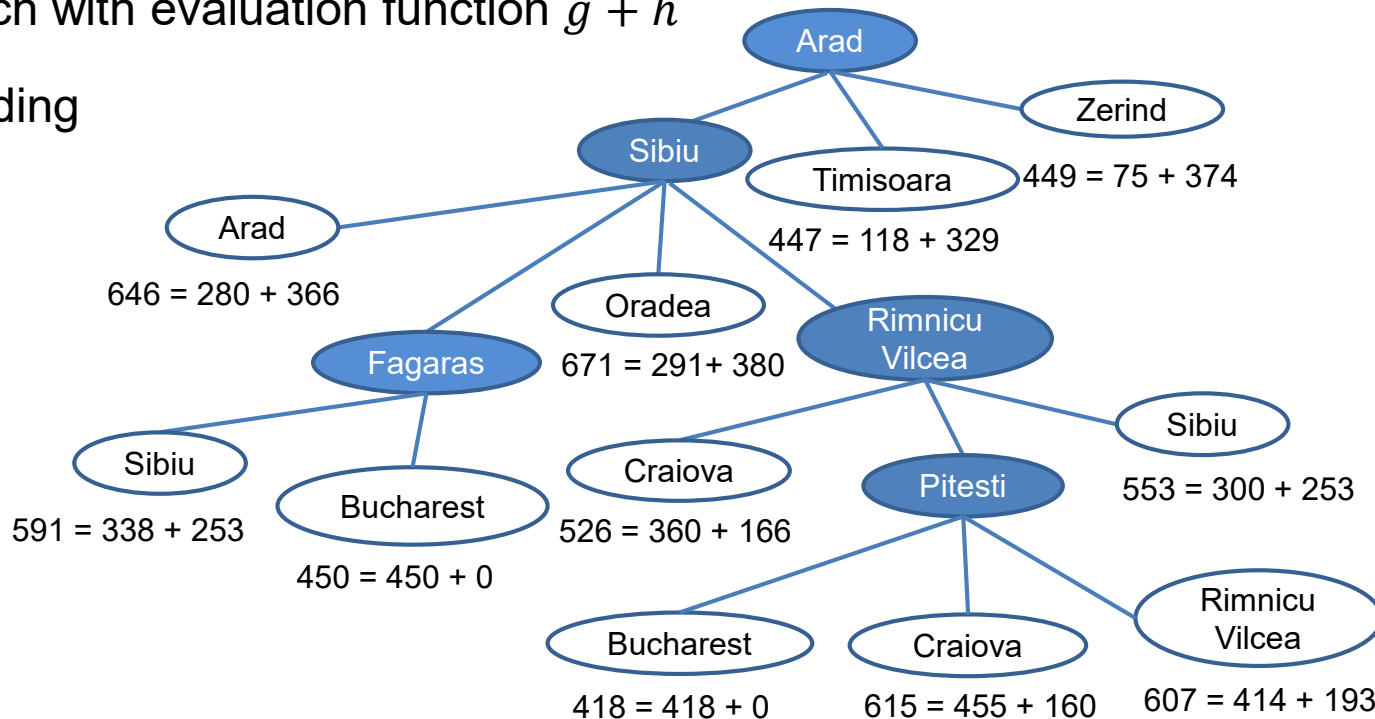 ch with evaluation function g + h
ding
Arad
Zerind
449 = 75 + 374
Sibiu
Timisoara
447 = 118 + 329
Arad
646 = 280 + 366
Oradea
671 = 291+ 380
Rimnicu
Vilcea
Fagaras
Sibiu
591 = 338 + 253
Bucharest
450 = 450 + 0
Craiova
526 = 360 + 166
Pitesti
Sibiu
553 = 300 + 253
Bucharest
418 = 418 + 0
Craiova
615 = 455 + 160
Rimnicu
Vilcea
607 = 414 + 193